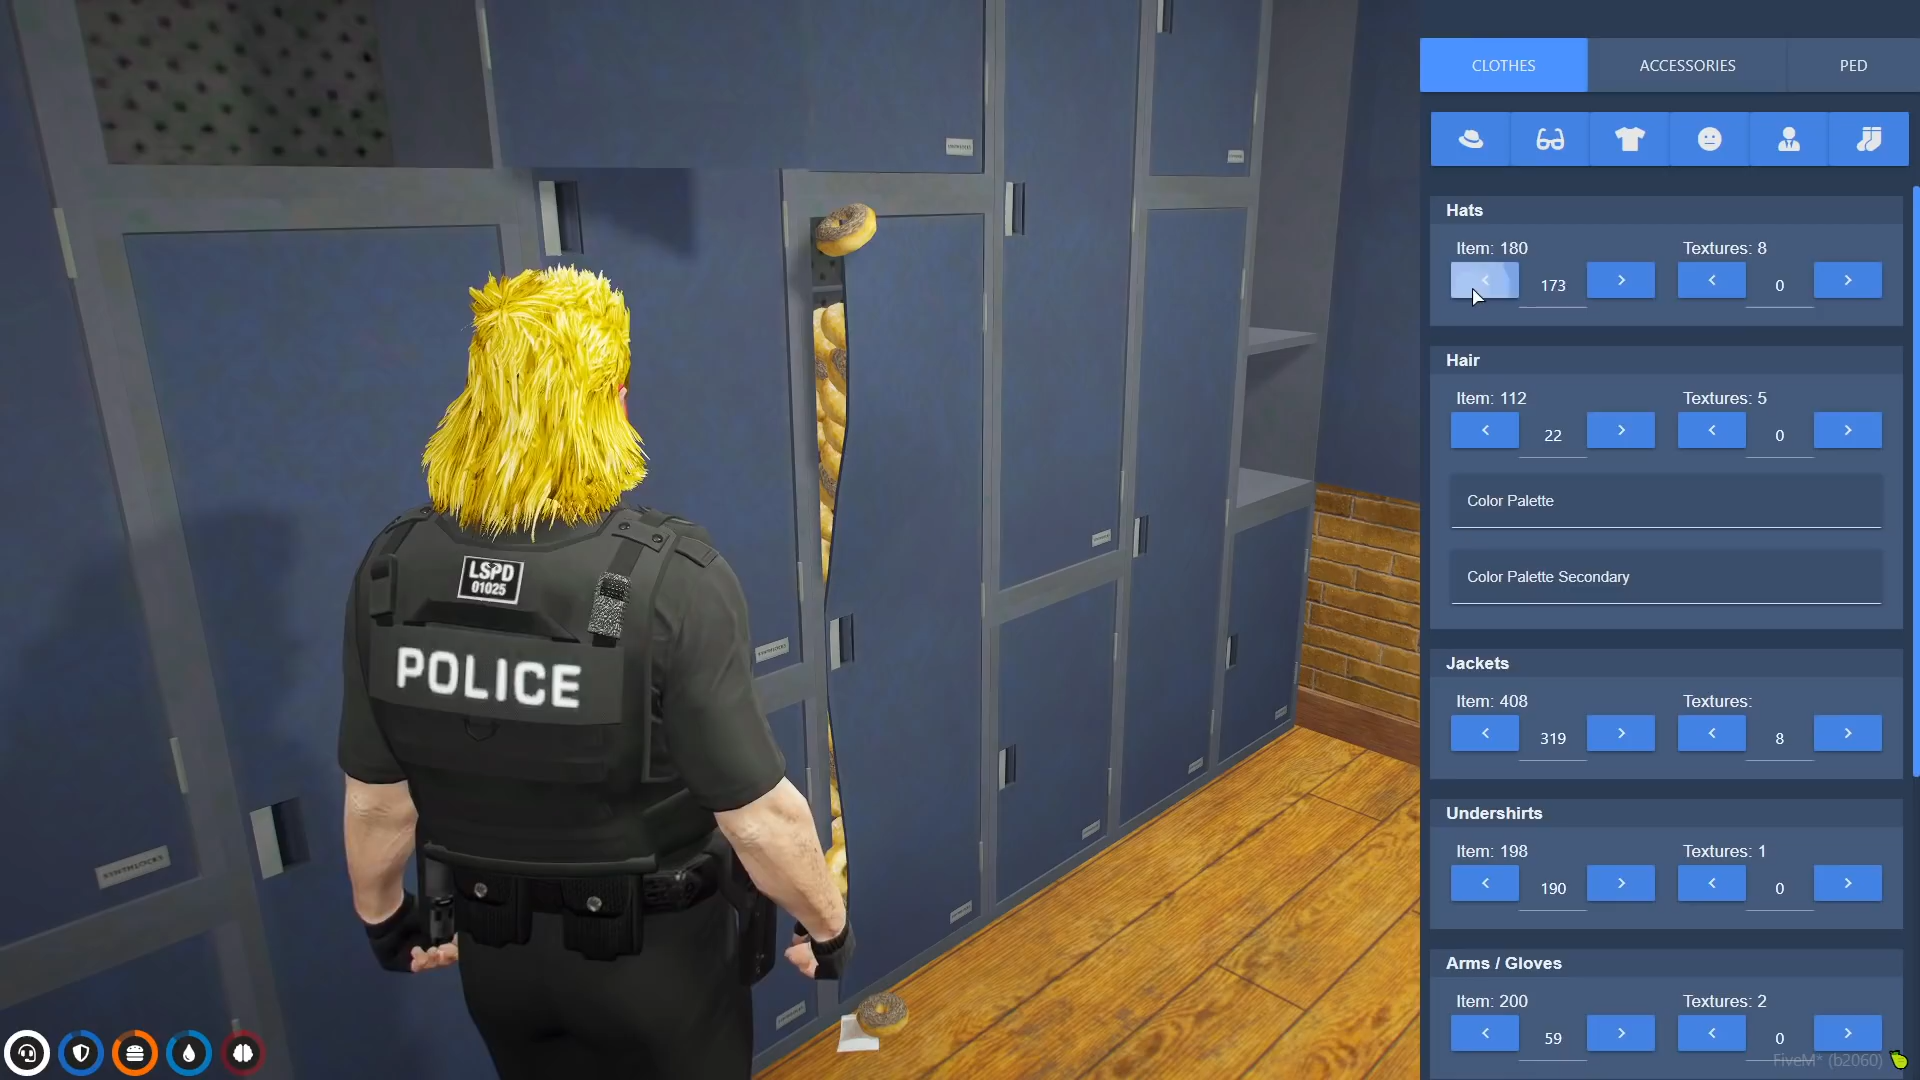 CLOTHES
ACCESSORIES
PED
Hats
Item: 180
Textures: 8
173
0
Hair
Item: 112
Textures: 5
22
0
Color Palette
Color Palette Secondary
Jackets
Item: 408
Textures:
319
8
Undershirts
Item: 198
Textures: 1
190
0
Arms / Gloves
Item: 200
Textures: 2
59
0
FiveM* (b2060)
LSPD
01025
POLICE